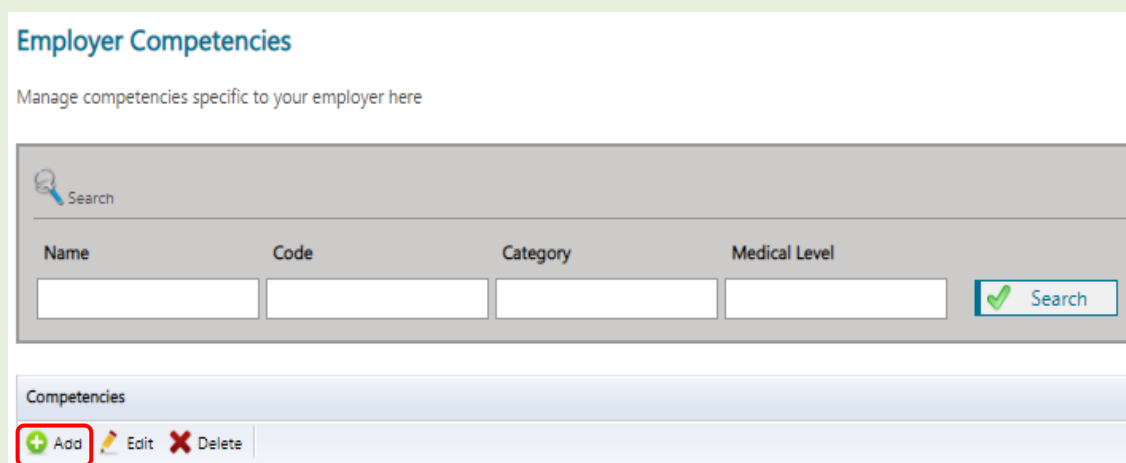 Employer Competencies
Manage competencies specific to your employer here
Search
Name Code Category Medical Level
Search
Competencies
Add Edit Delete